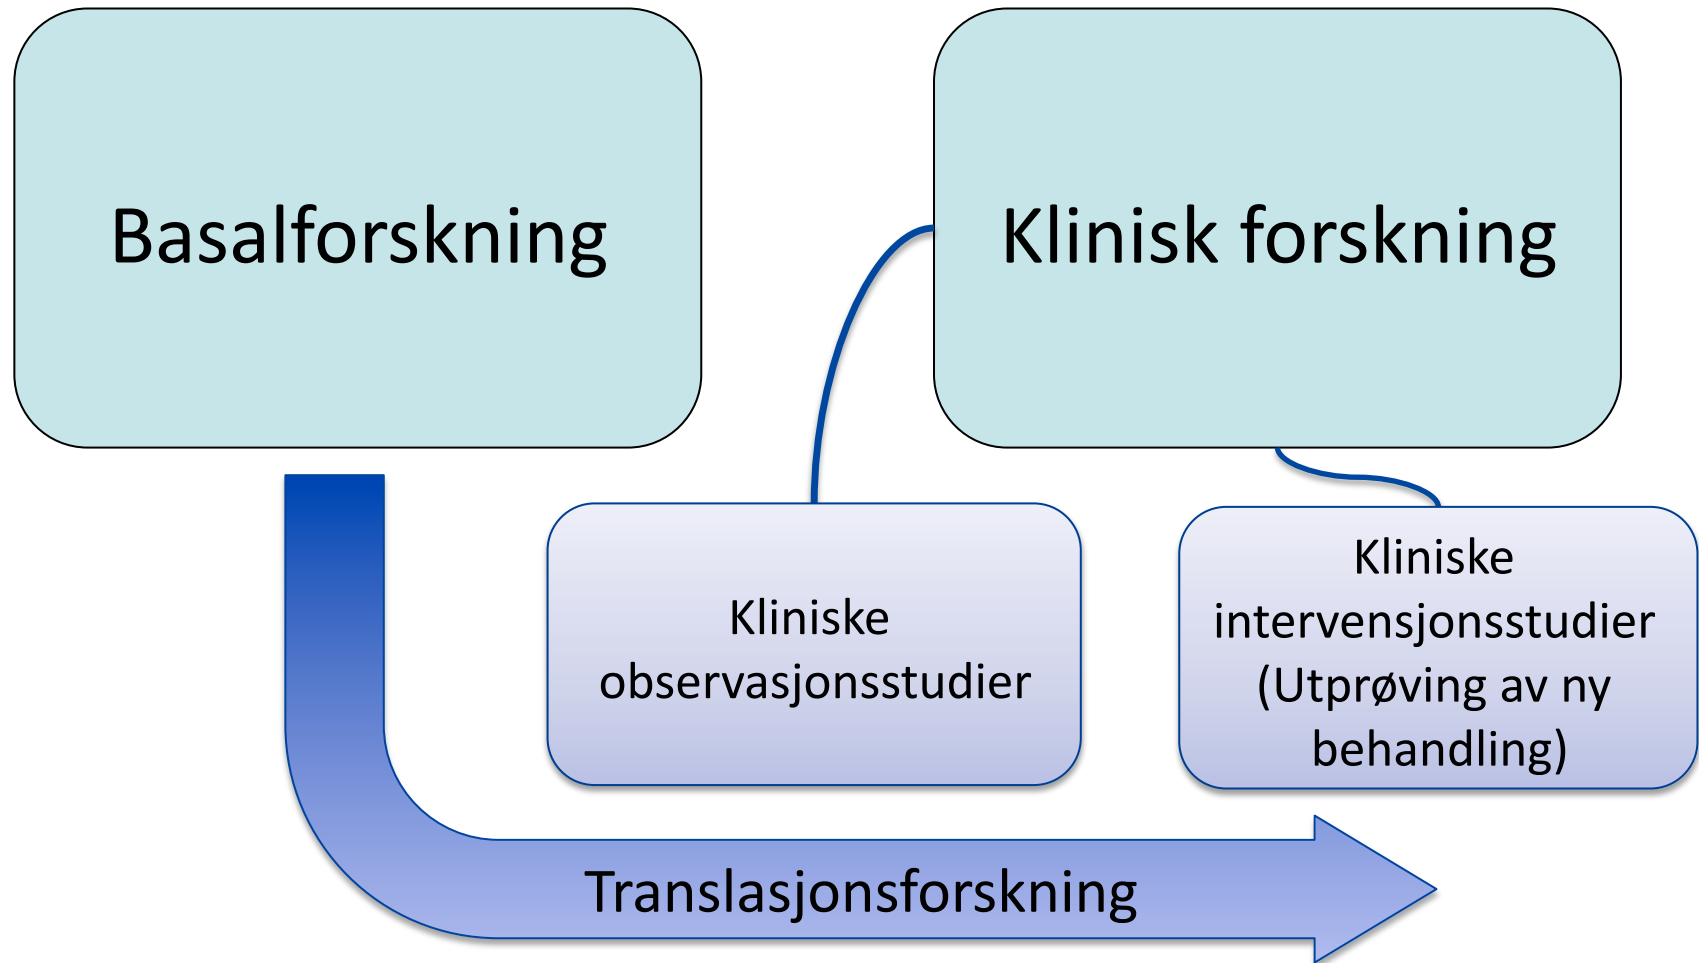 Basalforskning
Klinisk forskning
Kliniske
observasjonsstudier
Kliniske
intervensjonsstudier
(Utprøving av ny
behandling)
Translasjonsforskning